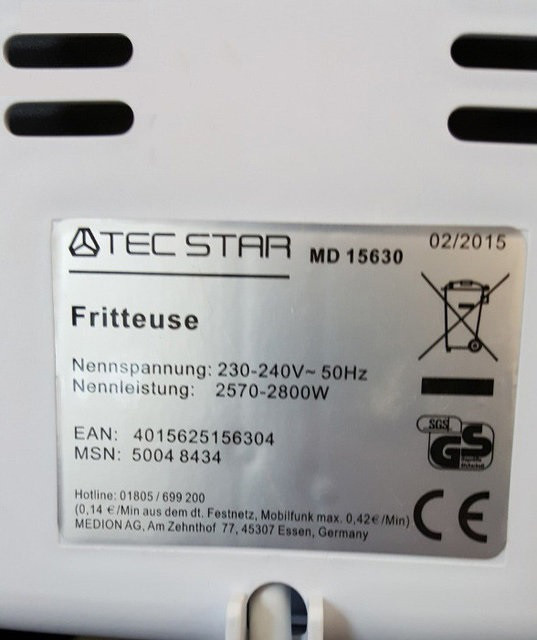 TEC STAR MD 15630 02/2015
Fritteuse
Nennspannung: 230-240V~ 50Hz
Nennleistung: 2570-2800W
EAN: 4015625156304
MSN: 5004 8434
SGS
GS
Hotline: 01805 / 699 200
(0,14 €/Min aus dem dt. Festnetz, Mobilfunk max. 0,42€/Min)
MEDION AG, Am Zehnthof 77, 45307 Essen, Germany
CE